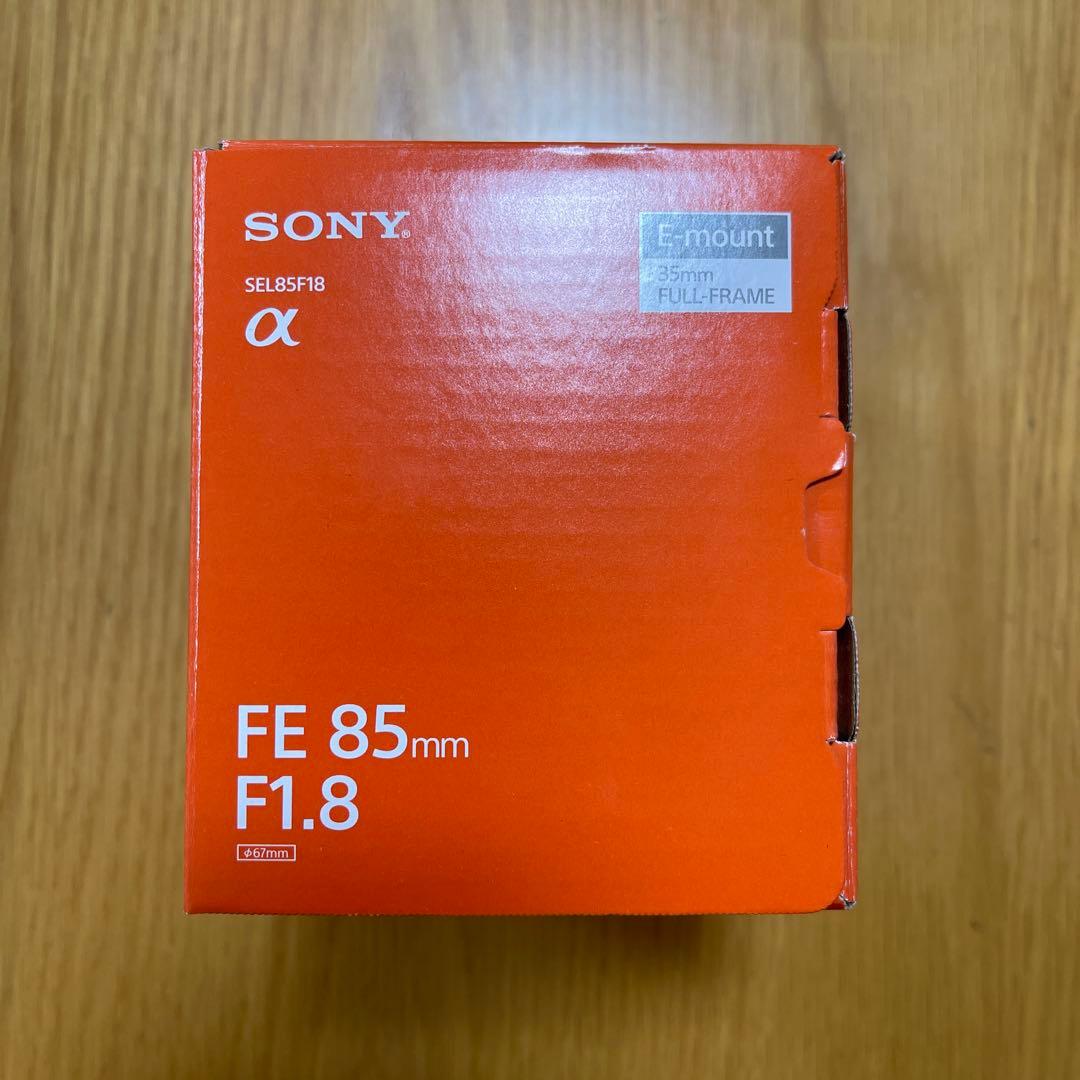 SONY®
SEL85F18
α
E-mount
35mm
FULL-FRAME
FE 85mm
F1.8
ϕ67mm